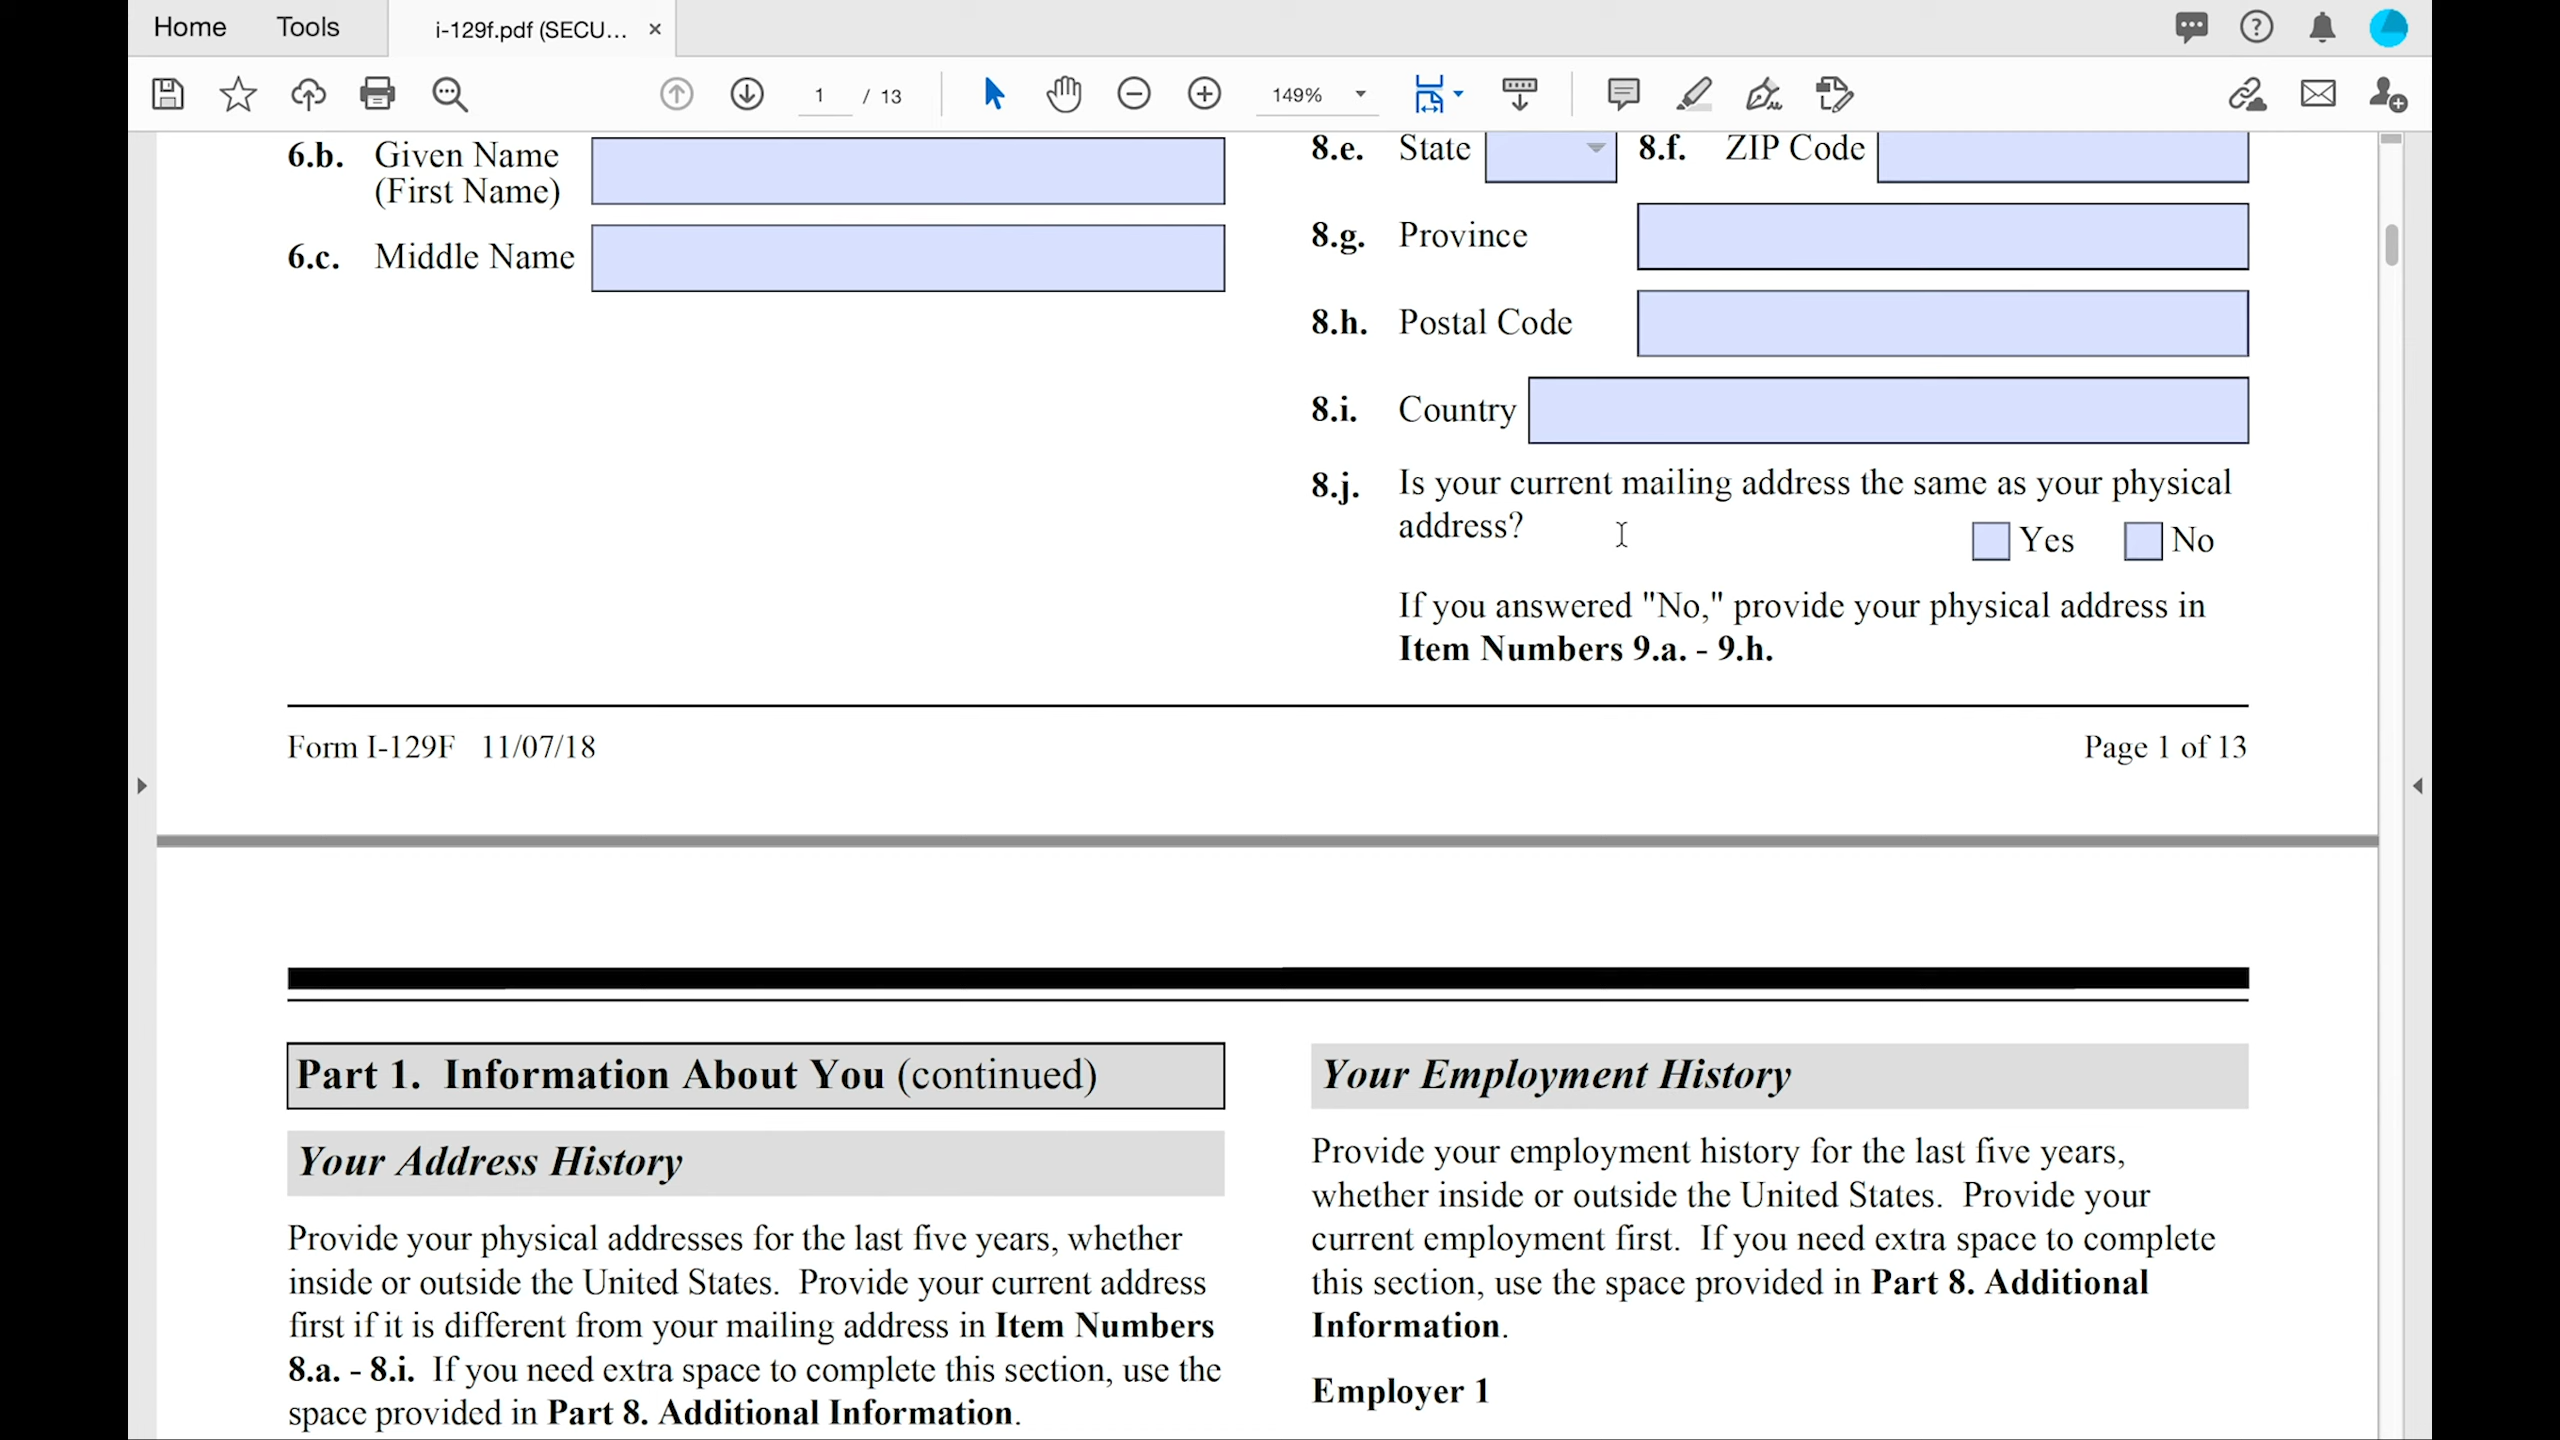 Home Tools i-129f.pdf (SECU...
1 / 13 149%
6.b. Given Name
(First Name)
6.c. Middle Name
8.e. State 8.f. ZIP Code
8.g. Province
8.h. Postal Code
8.i. Country
8.j. Is your current mailing address the same as your physical
address?
Yes No
If you answered "No," provide your physical address in
Item Numbers 9.a. - 9.h.
Form I-129F 11/07/18 Page 1 of 13
Part 1. Information About You (continued)
Your Address History
Provide your physical addresses for the last five years, whether
inside or outside the United States. Provide your current address
first if it is different from your mailing address in Item Numbers
8.a. - 8.i. If you need extra space to complete this section, use the
space provided in Part 8. Additional Information.
Your Employment History
Provide your employment history for the last five years,
whether inside or outside the United States. Provide your
current employment first. If you need extra space to complete
this section, use the space provided in Part 8. Additional
Information.
Employer 1